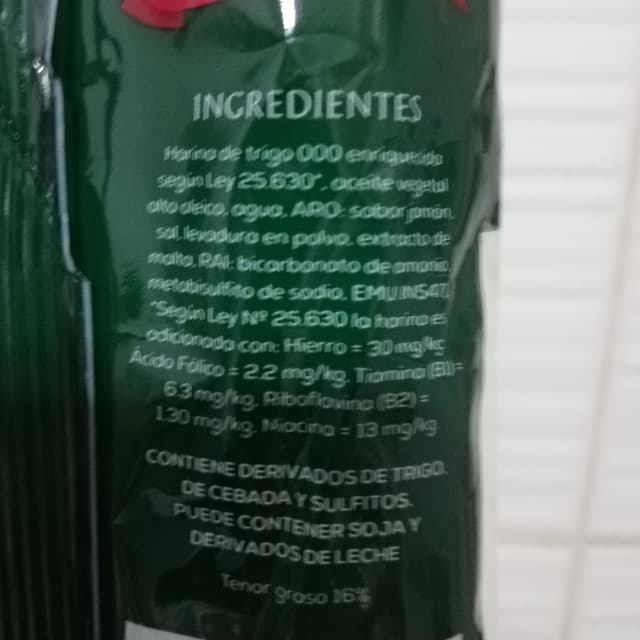 INGREDIENTES
Harina de trigo 000 enriquecida
según Ley 25.630*, aceite vegetal
alto oleico, agua, ARO: sabor jamón,
sal, levadura en polvo, extracto de
malta, RAI: bicarbonato de amonio,
metabisulfito de sodio, EMU INS472
*Según Ley Nº 25.630 la harina es
adicionada con: Hierro = 30 mg/kg
Ácido Fólico = 2.2 mg/kg. Tiamina (B1)=
6.3 mg/kg. Riboflavina (B2) =
1.30 mg/kg. Niacina = 13 mg/kg.
CONTIENE DERIVADOS DE TRIGO,
DE CEBADA Y SULFITOS.
PUEDE CONTENER SOJA Y
DERIVADOS DE LECHE
Tenor graso 16%